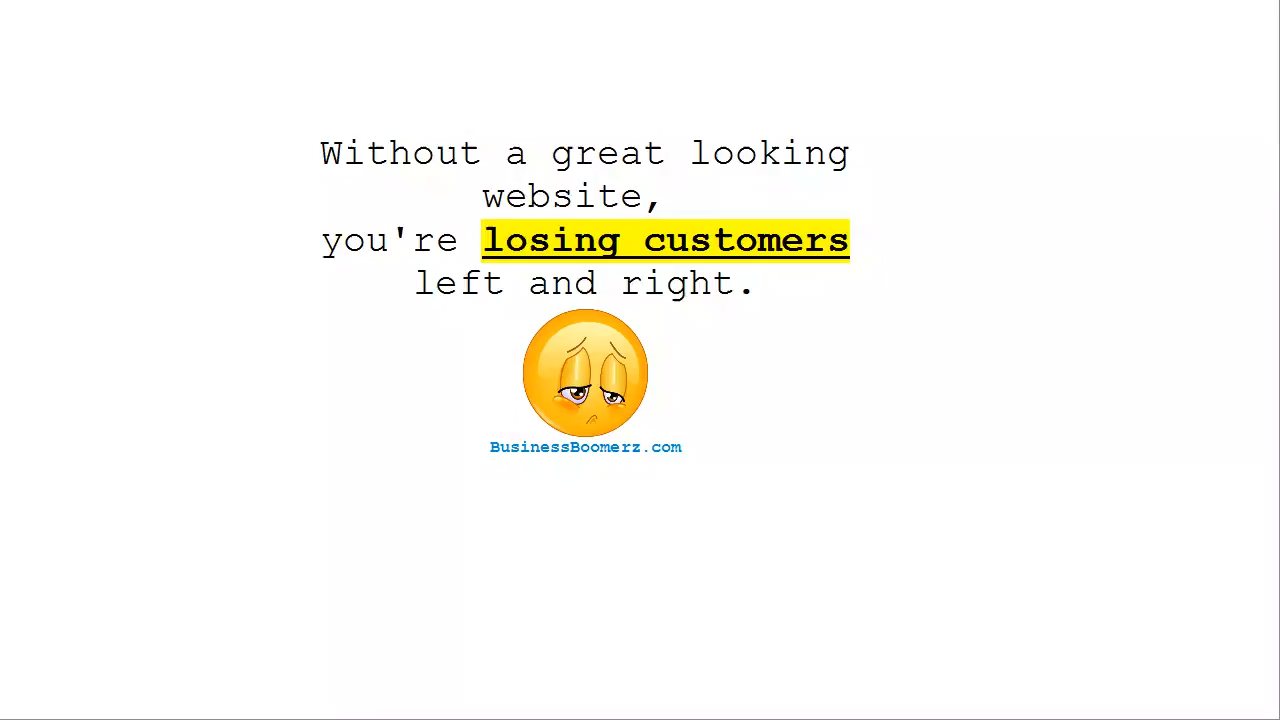 Without a great looking
website,
you're losing customers
left and right.
BusinessBoomerz.com